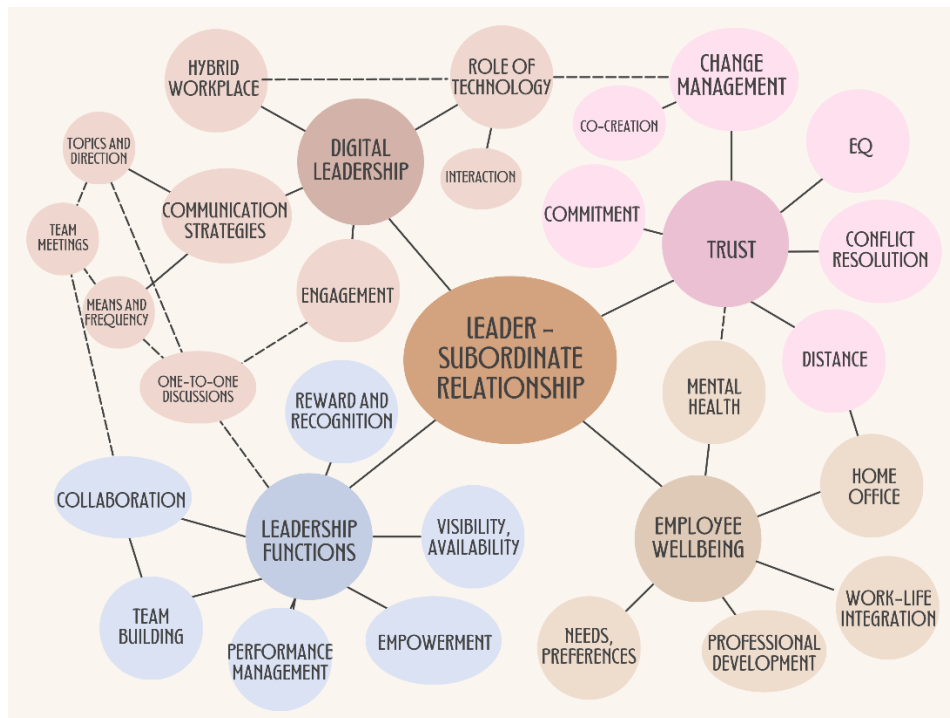 HYBRID
WORKPLACE
ROLE OF
TECHNOLOGY
CHANGE
MANAGEMENT
CO-CREATION
EQ
TOPICS AND
DIRECTION
DIGITAL
LEADERSHIP
INTERACTION
COMMUNICATION
STRATEGIES
COMMITMENT
TEAM
MEETINGS
TRUST
CONFLICT
RESOLUTION
MEANS AND
FREQUENCY
ENGAGEMENT
LEADER –
SUBORDINATE
RELATIONSHIP
DISTANCE
ONE-TO-ONE
DISCUSSIONS
REWARD AND
RECOGNITION
MENTAL
HEALTH
COLLABORATION
HOME
OFFICE
LEADERSHIP
FUNCTIONS
VISIBILITY,
AVAILABILITY
EMPLOYEE
WELLBEING
TEAM
BUILDING
WORK-LIFE
INTEGRATION
PERFORMANCE
MANAGEMENT
EMPOWERMENT
NEEDS,
PREFERENCES
PROFESSIONAL
DEVELOPMENT